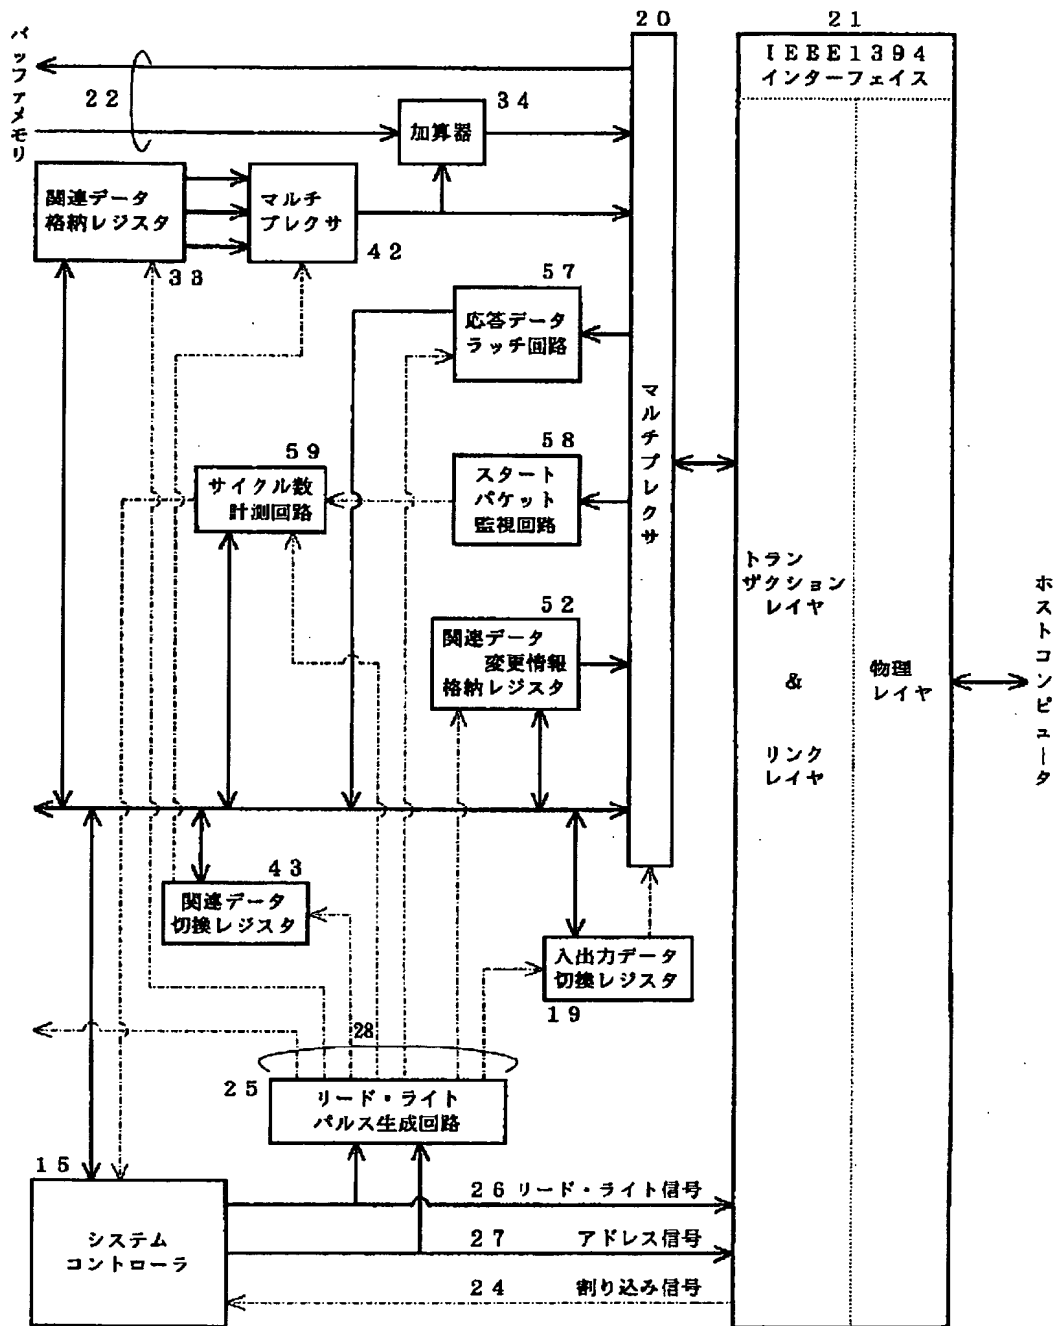 20
21
バッファメモリ
IEEE1394
インターフェイス
22
34
加算器
関連データ
格納レジスタ
マルチ
プレクサ
33
42
57
応答データ
ラッチ回路
マルチプレクサ
59
58
サイクル数
計測回路
スタート
パケット
監視回路
トラン
ザクション
レイヤ
&
リンク
レイヤ
物理
レイヤ
ホストコンピュータ
52
関連データ
変更情報
格納レジスタ
43
関連データ
切換レジスタ
入出力データ
切換レジスタ
19
28
25
リード・ライト
パルス生成回路
15
システム
コントローラ
26 リード・ライト信号
27 アドレス信号
24 割り込み信号